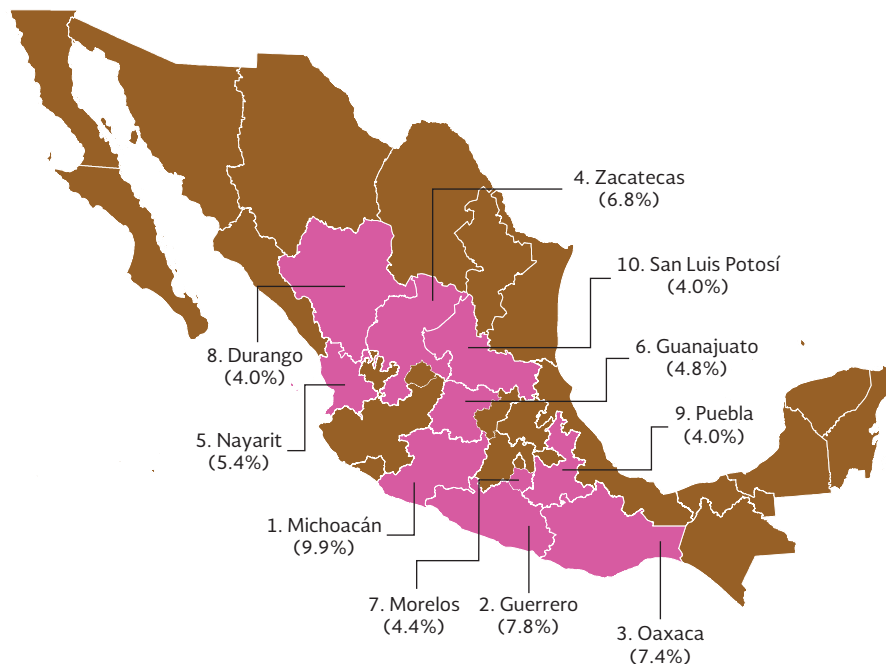 4. Zacatecas
(6.8%)
10. San Luis Potosí
(4.0%)
8. Durango
(4.0%)
6. Guanajuato
(4.8%)
9. Puebla
(4.0%)
5. Nayarit
(5.4%)
1. Michoacán
(9.9%)
7. Morelos
(4.4%)
2. Guerrero
(7.8%)
3. Oaxaca
(7.4%)